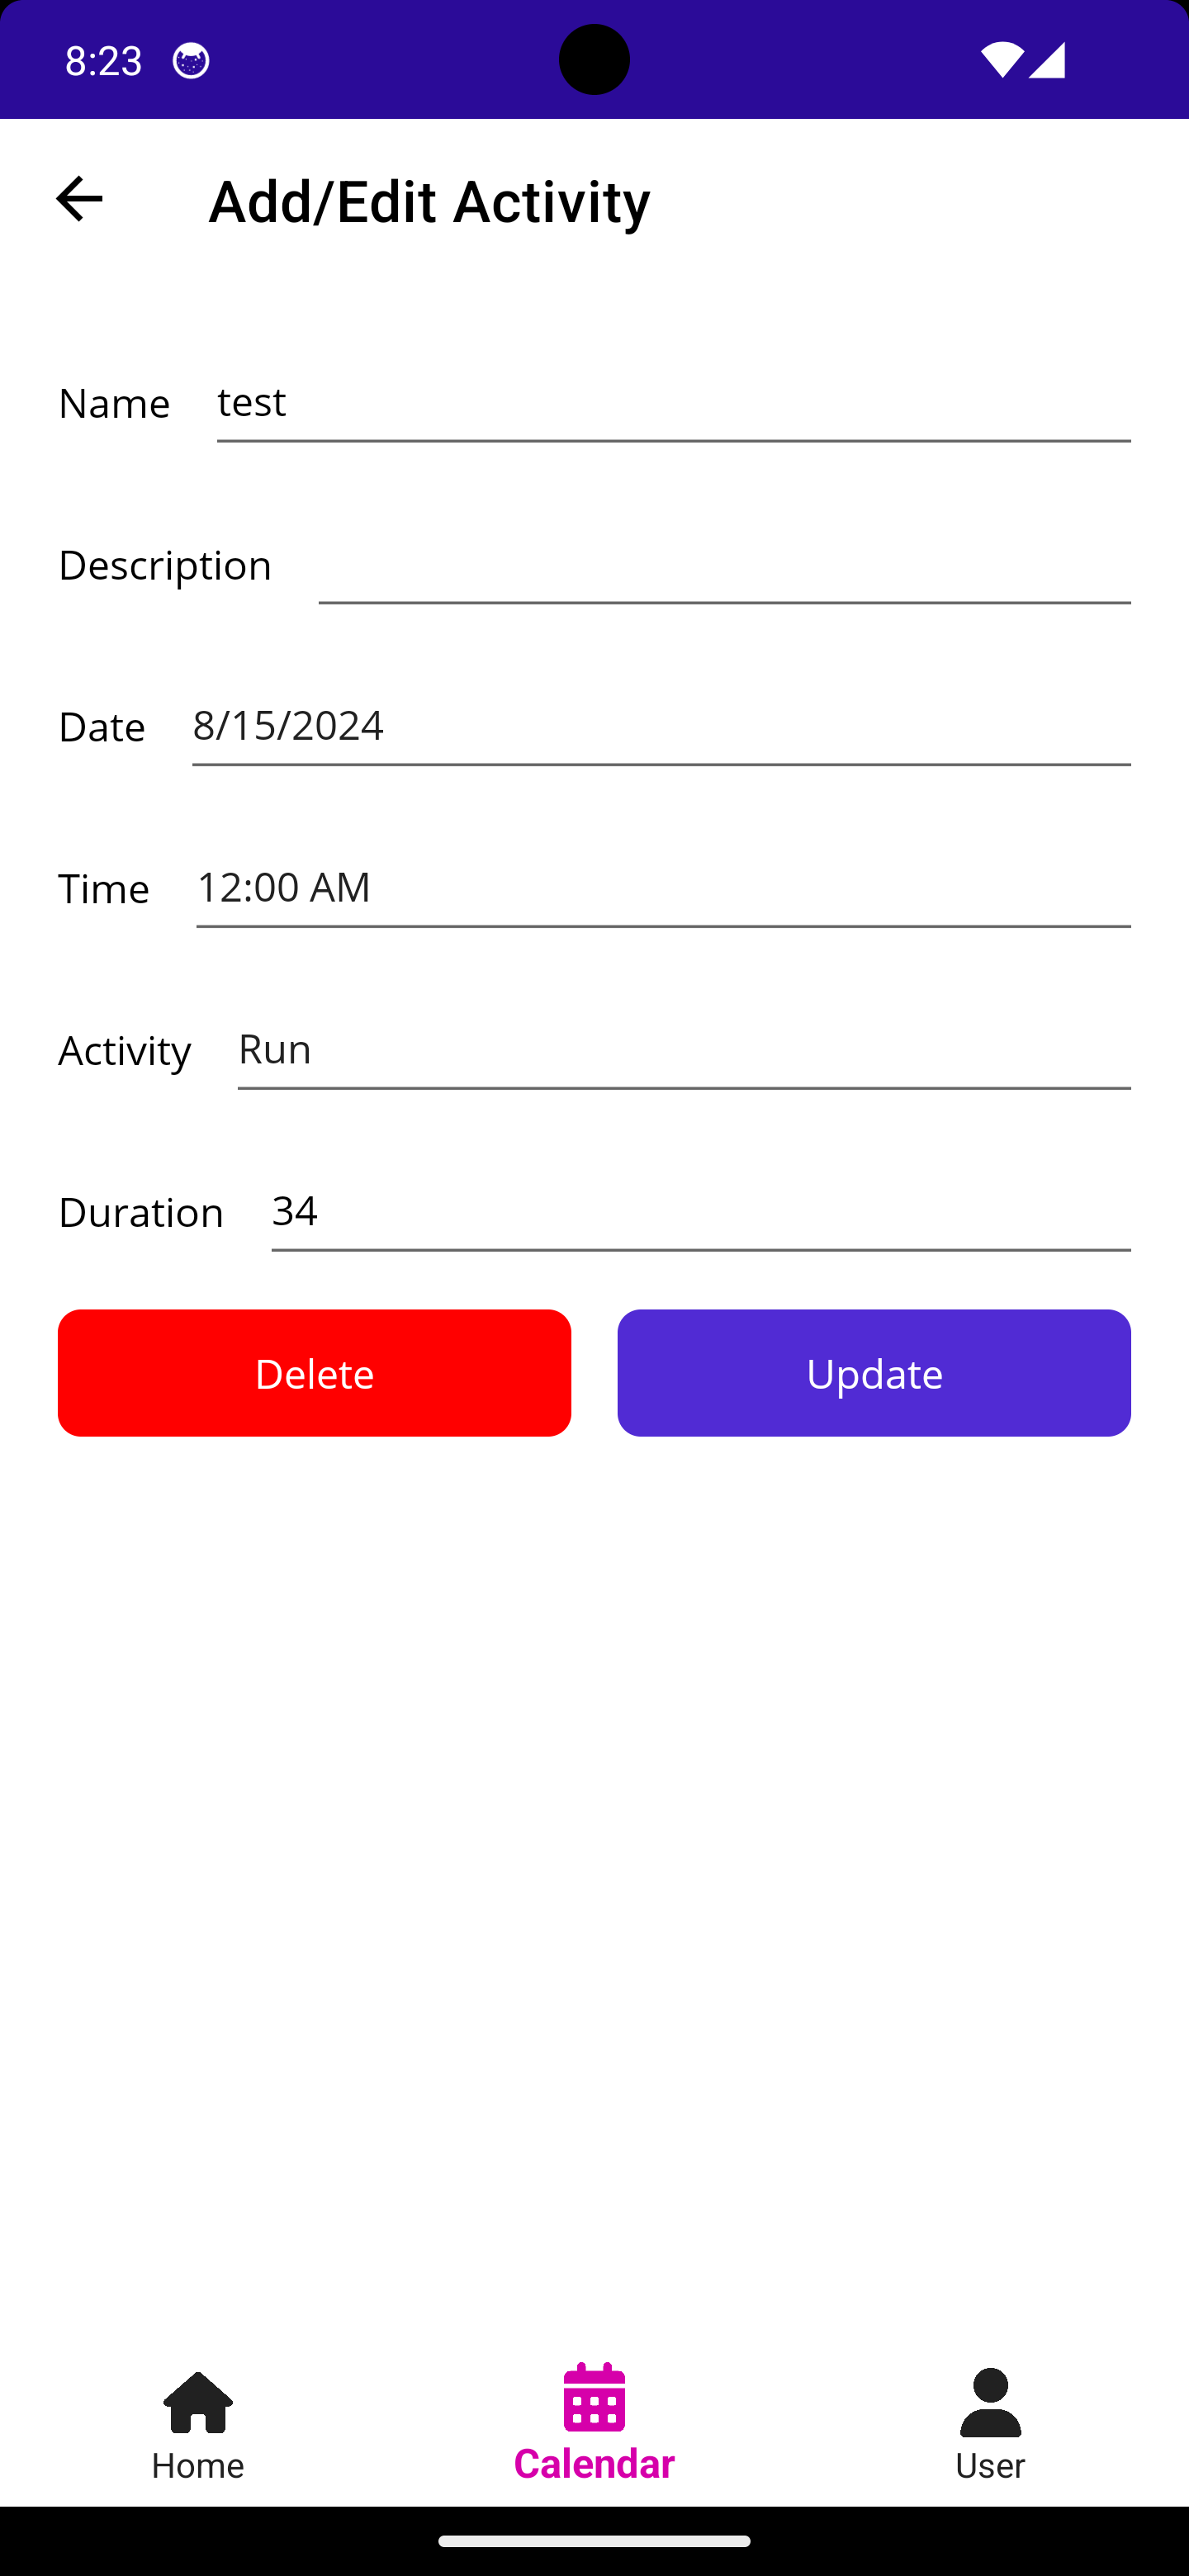 8:23
Add/Edit Activity
Name test
Description
Date 8/15/2024
Time 12:00 AM
Activity Run
Duration 34
Delete Update
Home Calendar User